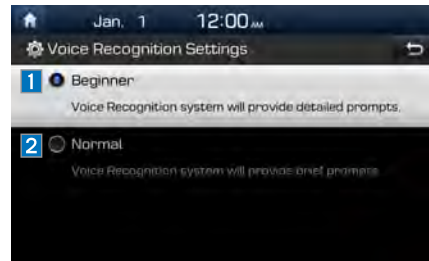 Jan. 1 12:00 AM
Voice Recognition Settings
1 Beginner
Voice Recognition system will provide detailed prompts.
2 Normal
Voice Recognition system will provide brief prompts.